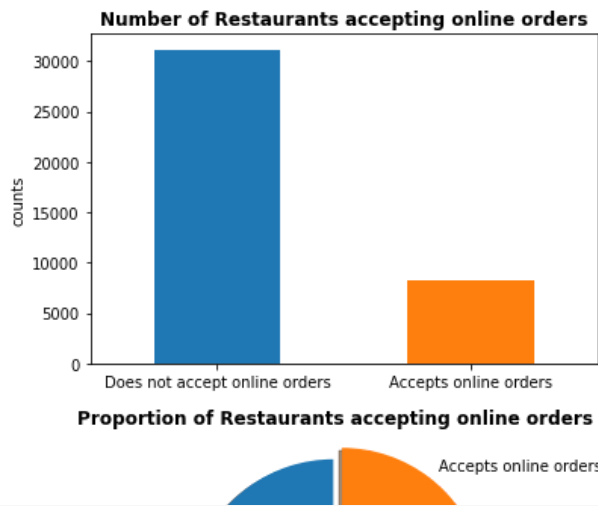 Number of Restaurants accepting online orders
30000
25000
20000
15000
10000
5000
0
counts
Does not accept online orders
Accepts online orders
Proportion of Restaurants accepting online orders
Accepts online orders